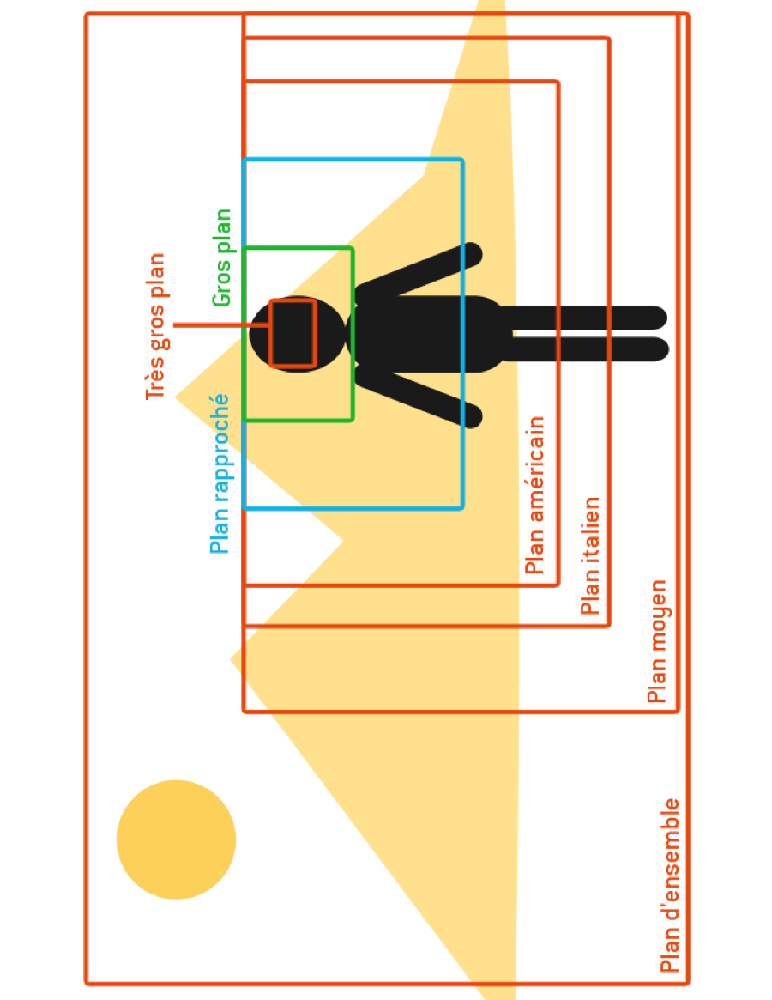 Très gros plan
Gros plan
Plan rapproché
Plan américain
Plan italien
Plan moyen
Plan d'ensemble